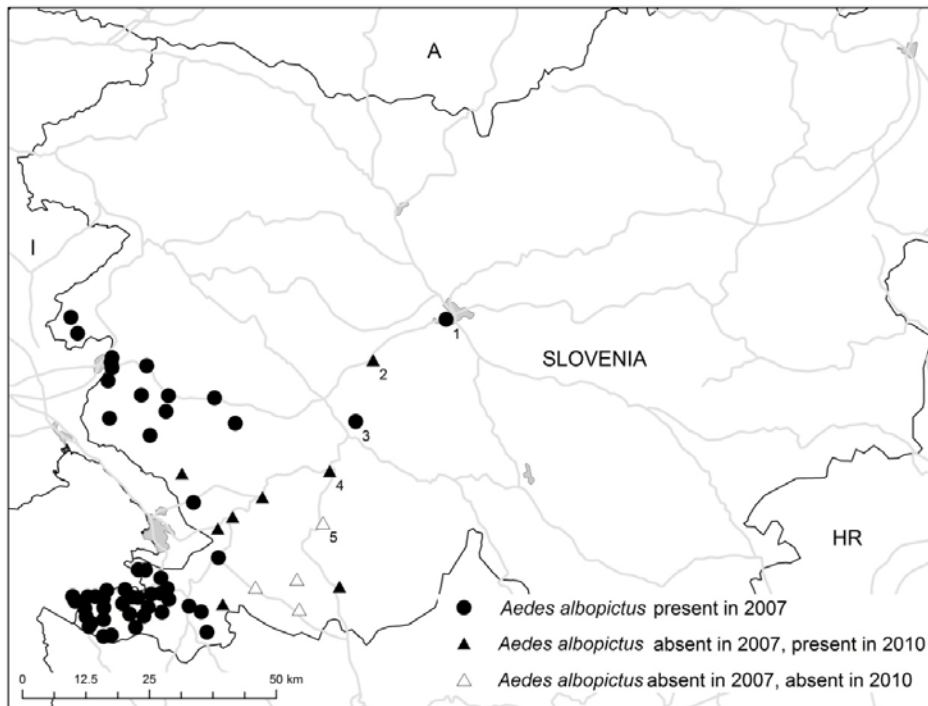 A
I
1
2
SLOVENIA
3
4
5
HR
Aedes albopictus present in 2007
Aedes albopictus absent in 2007, present in 2010
Aedes albopictus absent in 2007, absent in 2010
0 12.5 25 50 km